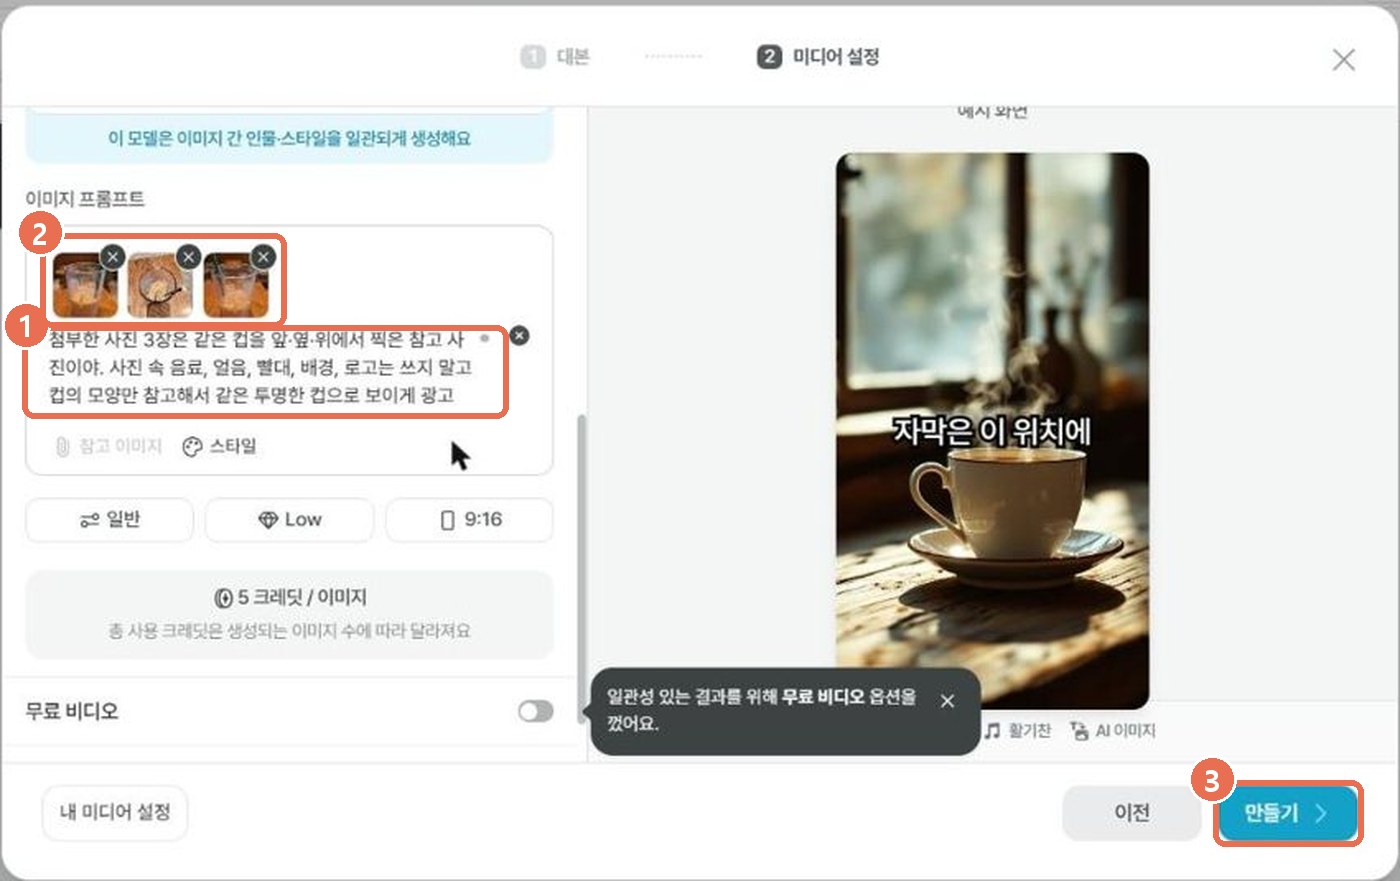 1 대본
2 미디어 설정
예시 화면
이 모델은 이미지 간 인물·스타일을 일관되게 생성해요
이미지 프롬프트
2
1
첨부한 사진 3장은 같은 컵을 앞·옆·위에서 찍은 참고 사
진이야. 사진 속 음료, 얼음, 빨대, 배경, 로고는 쓰지 말고
컵의 모양만 참고해서 같은 투명한 컵으로 보이게 광고
참고 이미지 스타일
일반 Low 9:16
5 크레딧 / 이미지
총 사용 크레딧은 생성되는 이미지 수에 따라 달라져요
무료 비디오
자막은 이 위치에
일관성 있는 결과를 위해 무료 비디오 옵션을
껐어요.
활기찬 AI 이미지
내 미디어 설정
이전
3
만들기